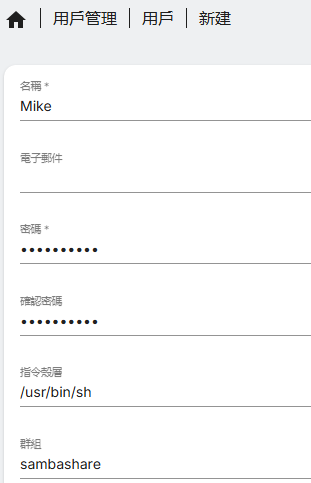 用戶管理 用戶 新建
名稱 *
Mike
電子郵件
密碼 *
••••••••••
確認密碼
••••••••••
指令殼層
/usr/bin/sh
群組
sambashare